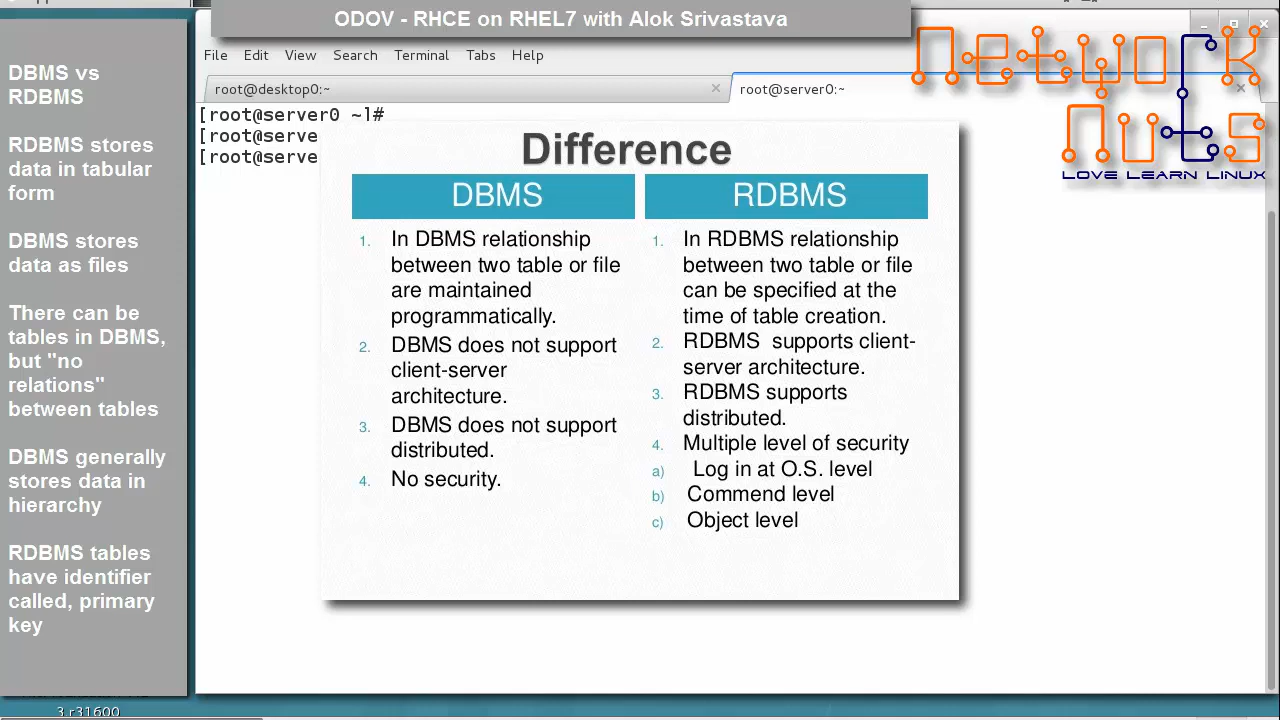 ODOV - RHCE on RHEL7 with Alok Srivastava
File Edit View Search Terminal Tabs Help
root@desktop0:~ × root@server0:~ ×
[root@server0 ~]#
[root@serve
[root@serve
NETWORK
NUTS
LOVE LEARN LINUX
DBMS vs
RDBMS
RDBMS stores
data in tabular
form
DBMS stores
data as files
There can be
tables in DBMS,
but "no
relations"
between tables
DBMS generally
stores data in
hierarchy
RDBMS tables
have identifier
called, primary
key
Difference
DBMS
1. In DBMS relationship
between two table or file
are maintained
programmatically.
2. DBMS does not support
client-server
architecture.
3. DBMS does not support
distributed.
4. No security.
RDBMS
1. In RDBMS relationship
between two table or file
can be specified at the
time of table creation.
2. RDBMS supports client-
server architecture.
3. RDBMS supports
distributed.
4. Multiple level of security
a) Log in at O.S. level
b) Commend level
c) Object level
3 r31600